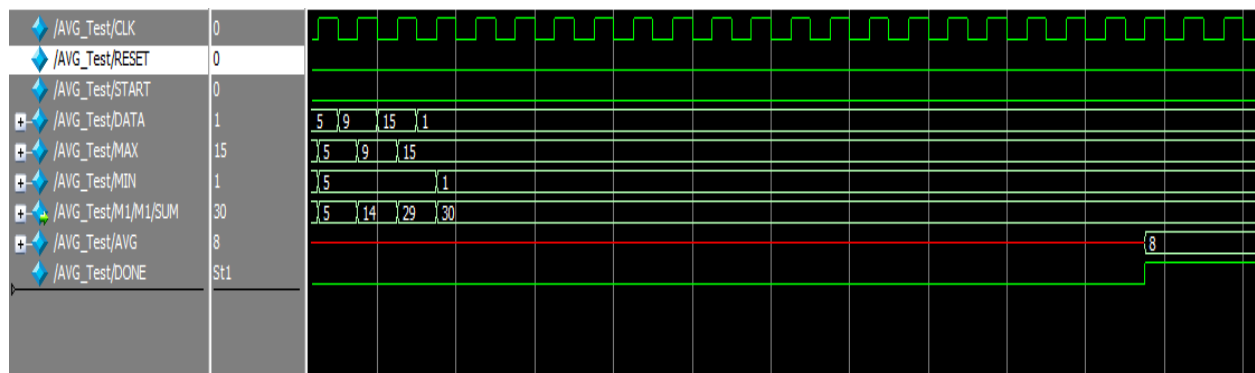 /AVG_Test/CLK 0
/AVG_Test/RESET 0
/AVG_Test/START 0
/AVG_Test/DATA 1 5 9 15 1
/AVG_Test/MAX 15 5 9 15
/AVG_Test/MIN 1 5 1
/AVG_Test/M1/M1/SUM 30 5 14 29 30
/AVG_Test/AVG 8 8
/AVG_Test/DONE St1